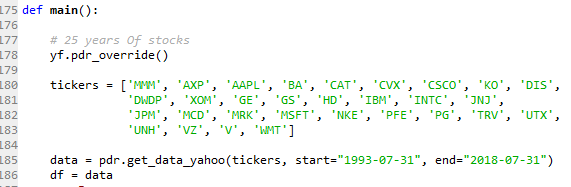 175 def main():
176
177     # 25 years Of stocks
178     yf.pdr_override()
179
180     tickers = ['MMM', 'AXP', 'AAPL', 'BA', 'CAT', 'CVX', 'CSCO', 'KO', 'DIS',
181                'DWDP', 'XOM', 'GE', 'GS', 'HD', 'IBM', 'INTC', 'JNJ',
182                'JPM', 'MCD', 'MRK', 'MSFT', 'NKE', 'PFE', 'PG', 'TRV', 'UTX',
183                'UNH', 'VZ', 'V', 'WMT']
184
185     data = pdr.get_data_yahoo(tickers, start="1993-07-31", end="2018-07-31")
186     df = data